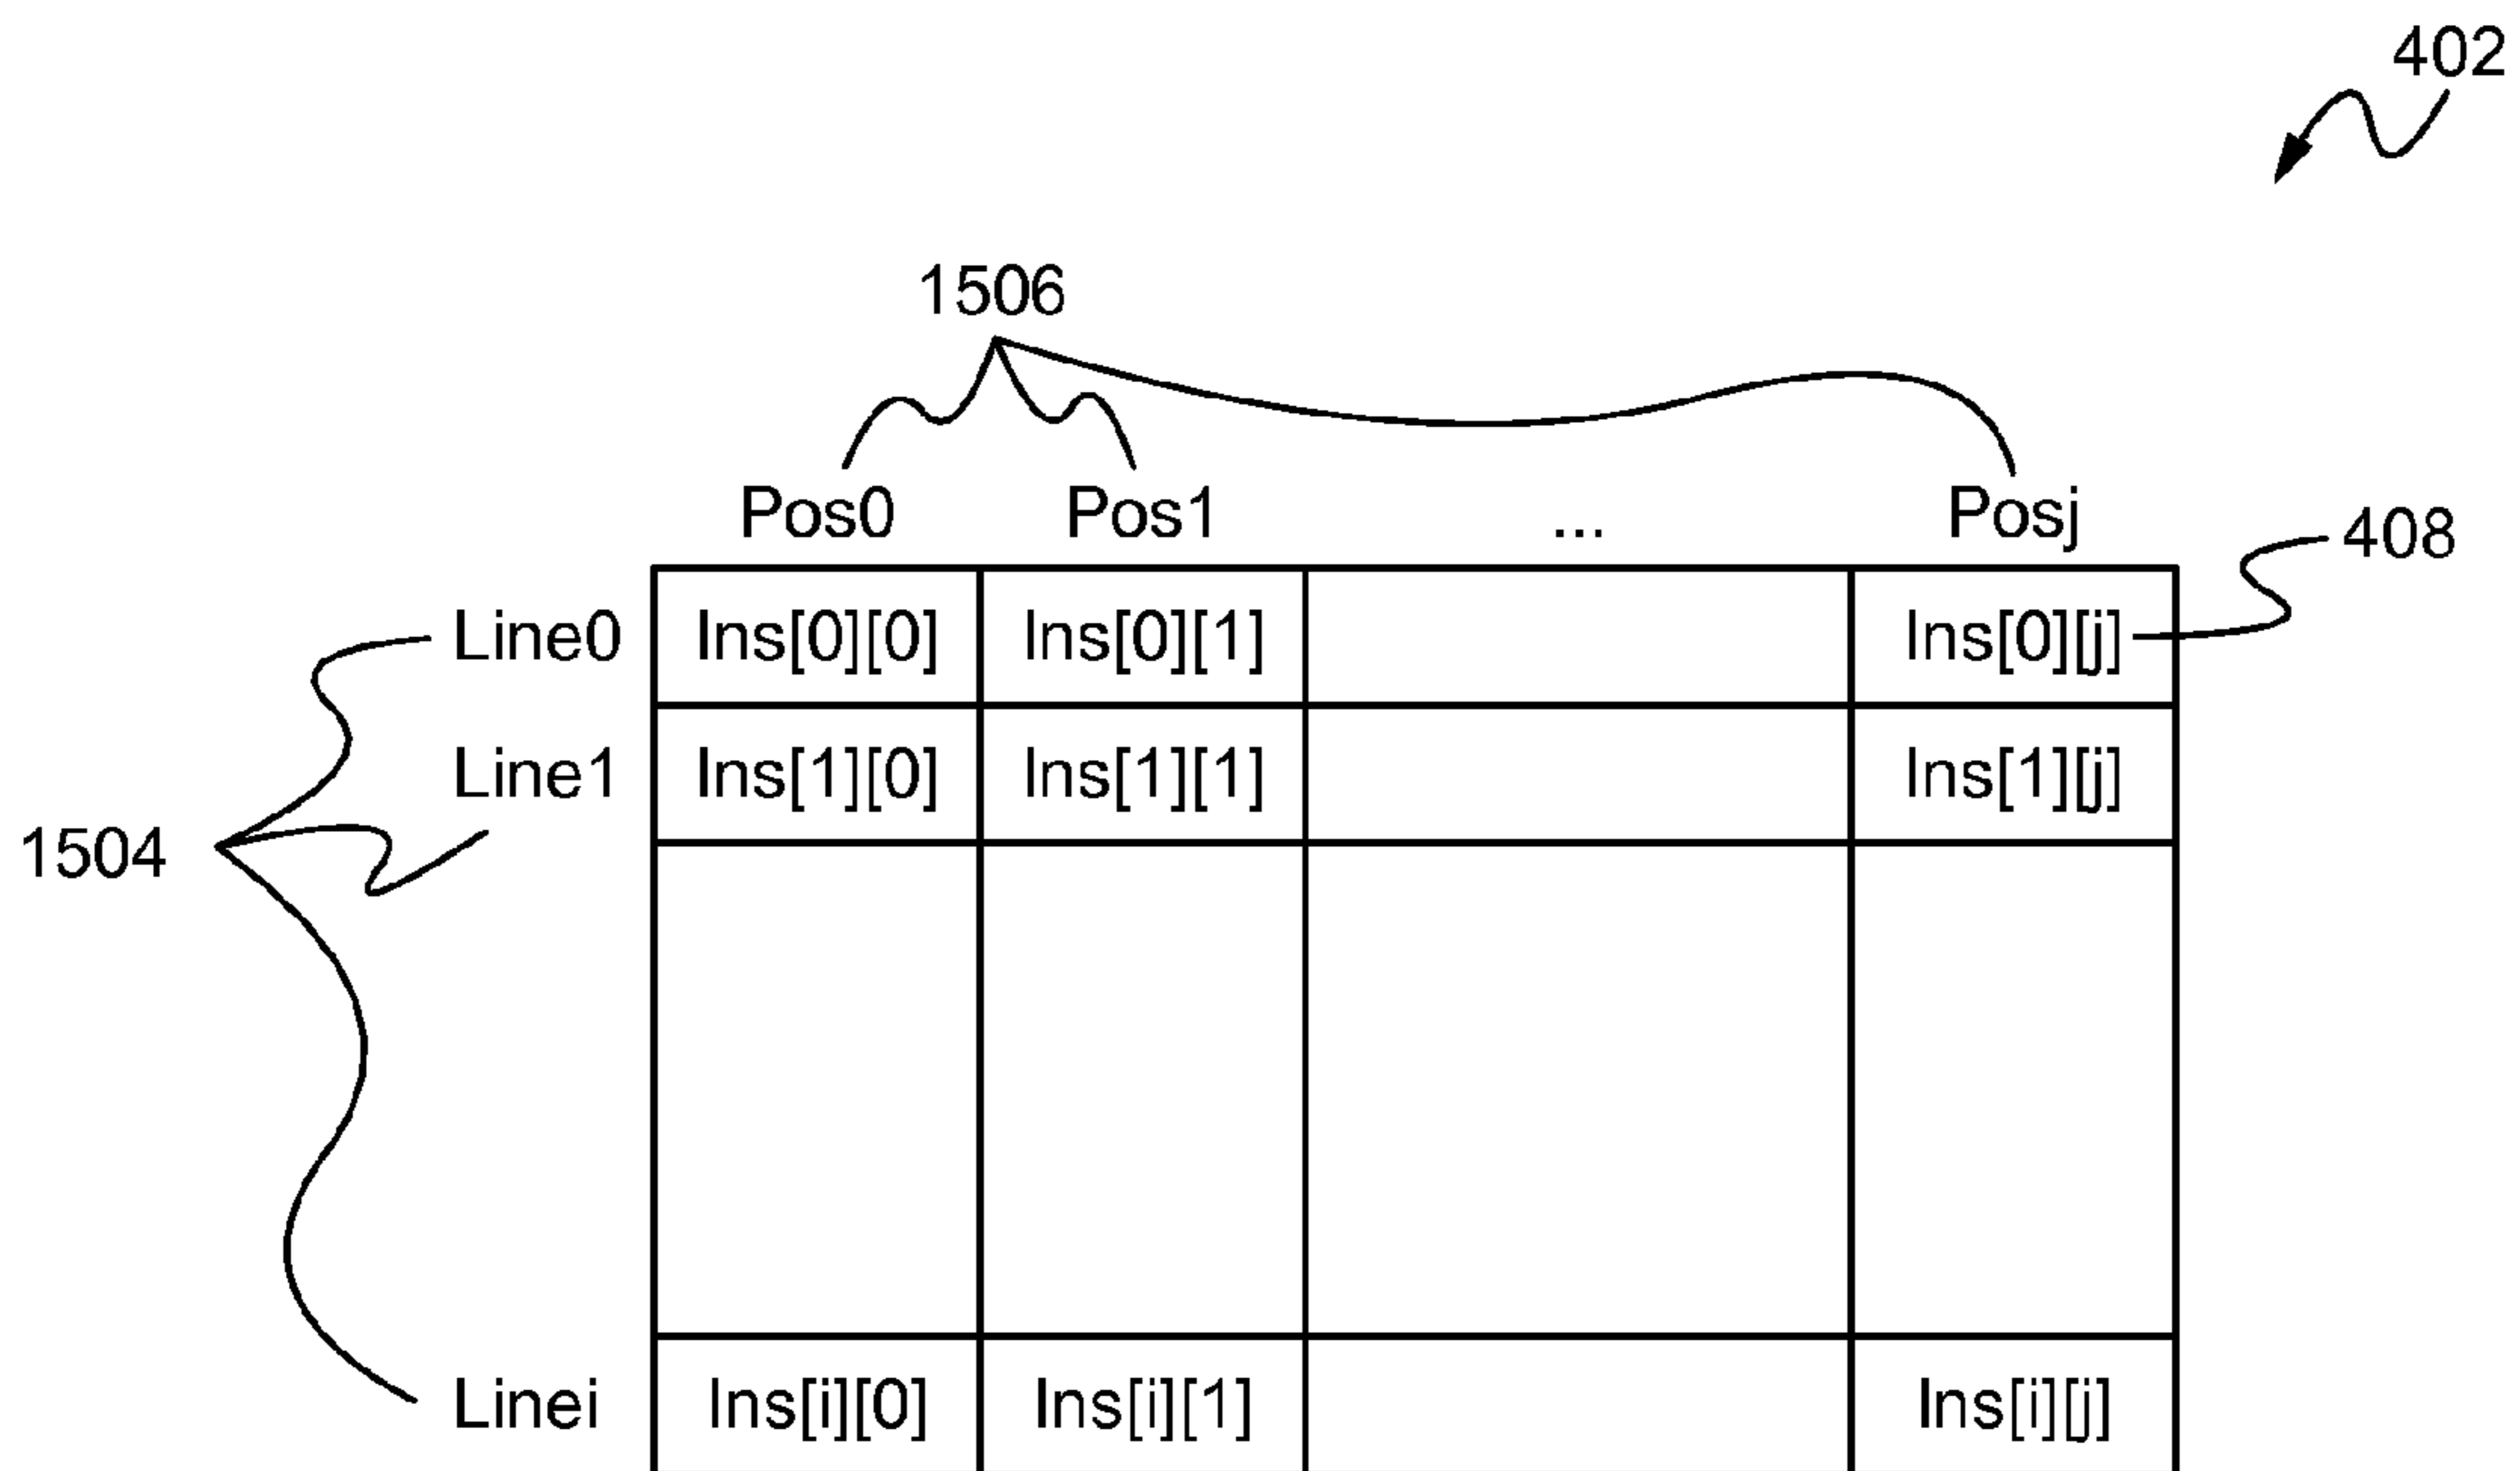 402
1506
Pos0 Pos1 ... Posj
408
Line0 Ins[0][0] Ins[0][1] Ins[0][j]
Line1 Ins[1][0] Ins[1][1] Ins[1][j]
1504
Linei Ins[i][0] Ins[i][1] Ins[i][j]